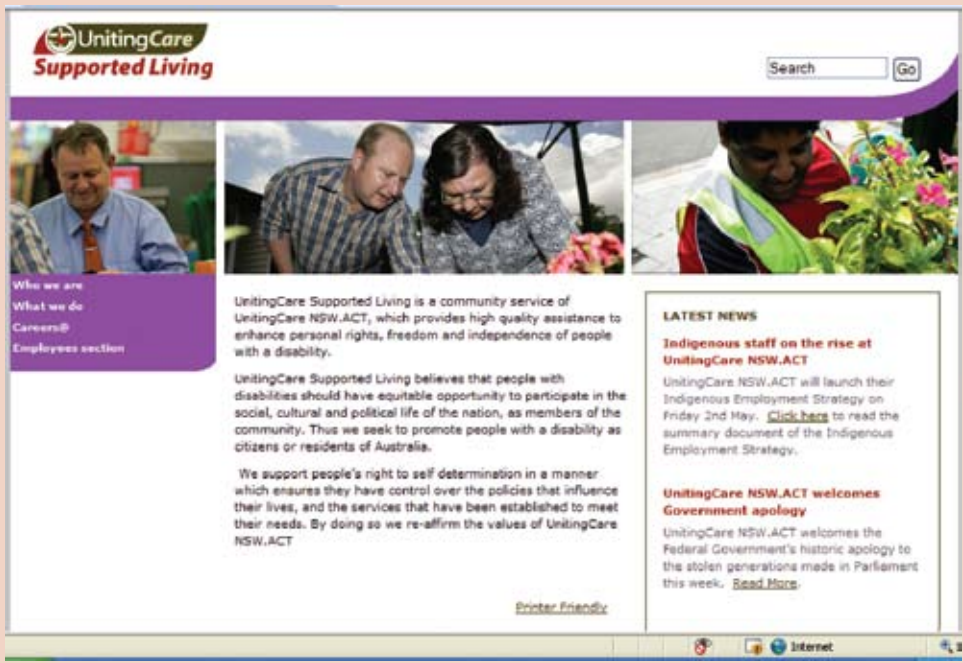 UnitingCare
Supported Living
Search
Go
Who we are
What we do
Careers@
Employees section
UnitingCare Supported Living is a community service of
UnitingCare NSW.ACT, which provides high quality assistance to
enhance personal rights, freedom and independence of people
with a disability.
UnitingCare Supported Living believes that people with
disabilities should have equitable opportunity to participate in the
social, cultural and political life of the nation, as members of the
community. Thus we seek to promote people with a disability as
citizens or residents of Australia.
We support people's right to self determination in a manner
which ensures they have control over the policies that influence
their lives, and the services that have been established to meet
their needs. By doing so we re-affirm the values of UnitingCare
NSW.ACT
Printer Friendly
LATEST NEWS
Indigenous staff on the rise at
UnitingCare NSW.ACT
UnitingCare NSW.ACT will launch their
Indigenous Employment Strategy on
Friday 2nd May. Click here to read the
summary document of the Indigenous
Employment Strategy.
UnitingCare NSW.ACT welcomes
Government apology
UnitingCare NSW.ACT welcomes the
Federal Government's historic apology to
the stolen generations made in Parliament
this week. Read More.
Internet